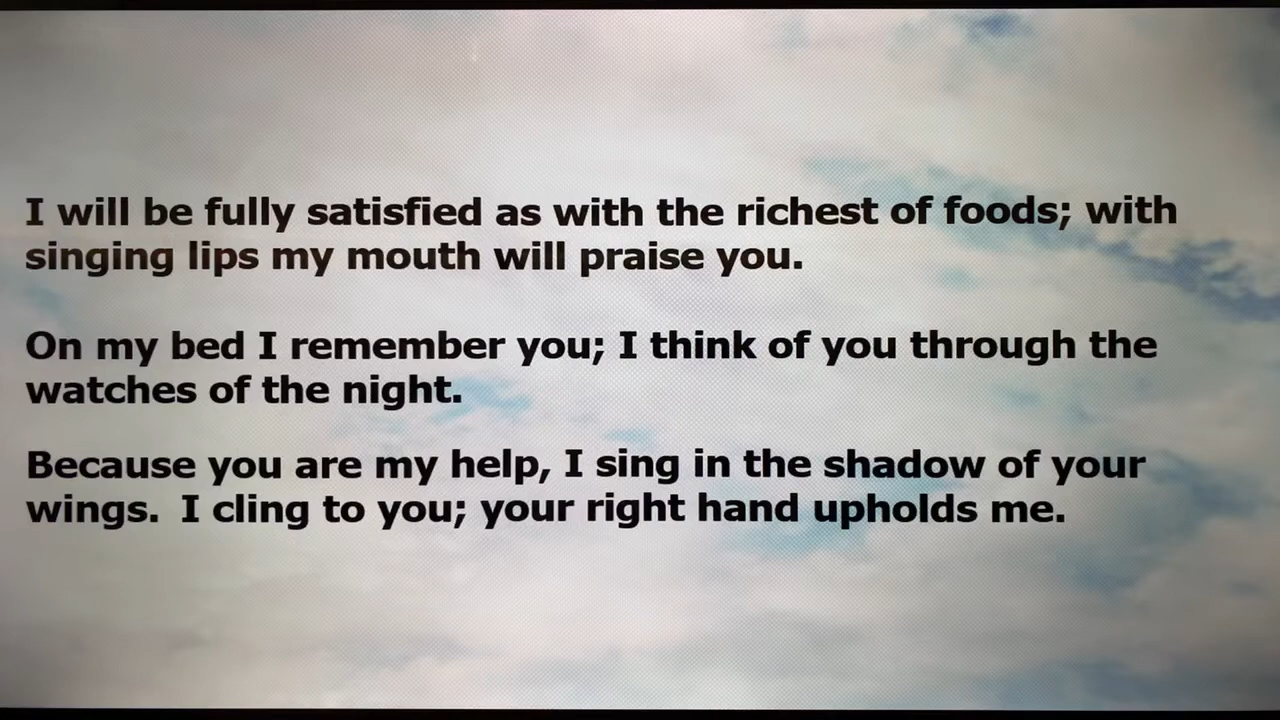 I will be fully satisfied as with the richest of foods; with
singing lips my mouth will praise you.
On my bed I remember you; I think of you through the
watches of the night.
Because you are my help, I sing in the shadow of your
wings. I cling to you; your right hand upholds me.